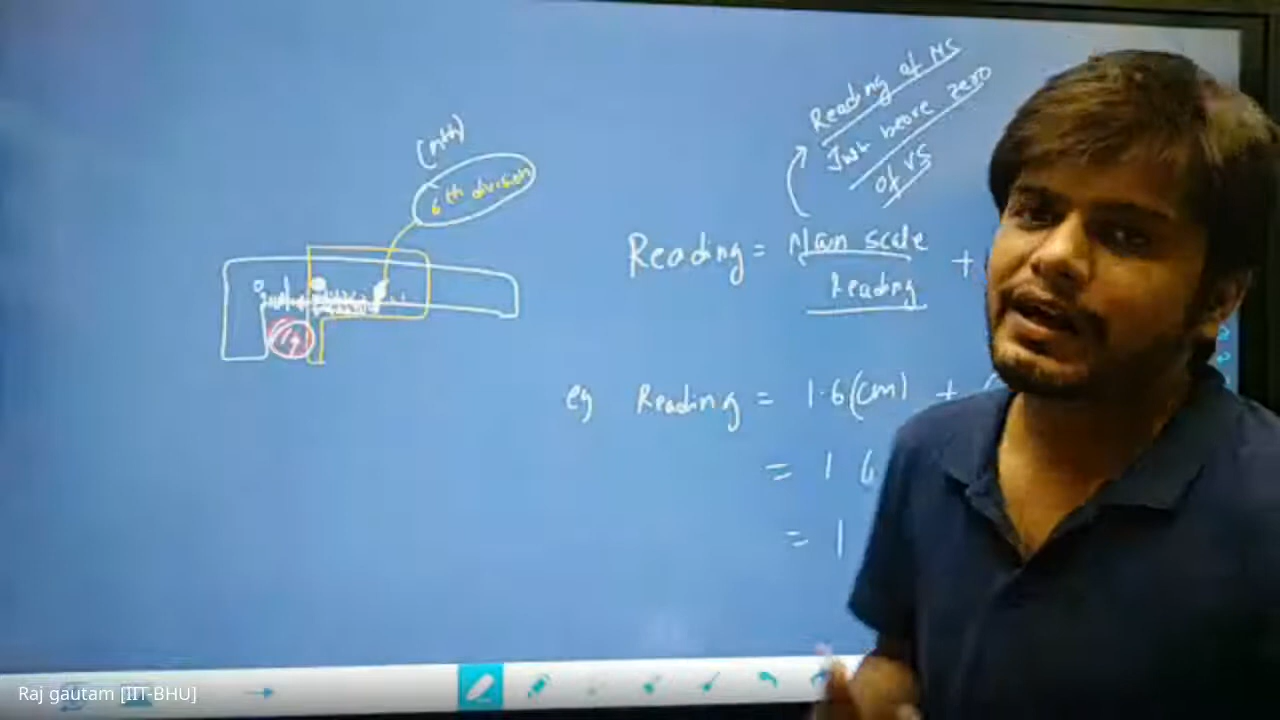 Reading of MS
Just beore zero
of VS
(nth)
6th division
Reading = Main scale
Reading +
eg Reading = 1.6(cm) +
= 1 6
= 1
Raj gautam [IIT-BHU]